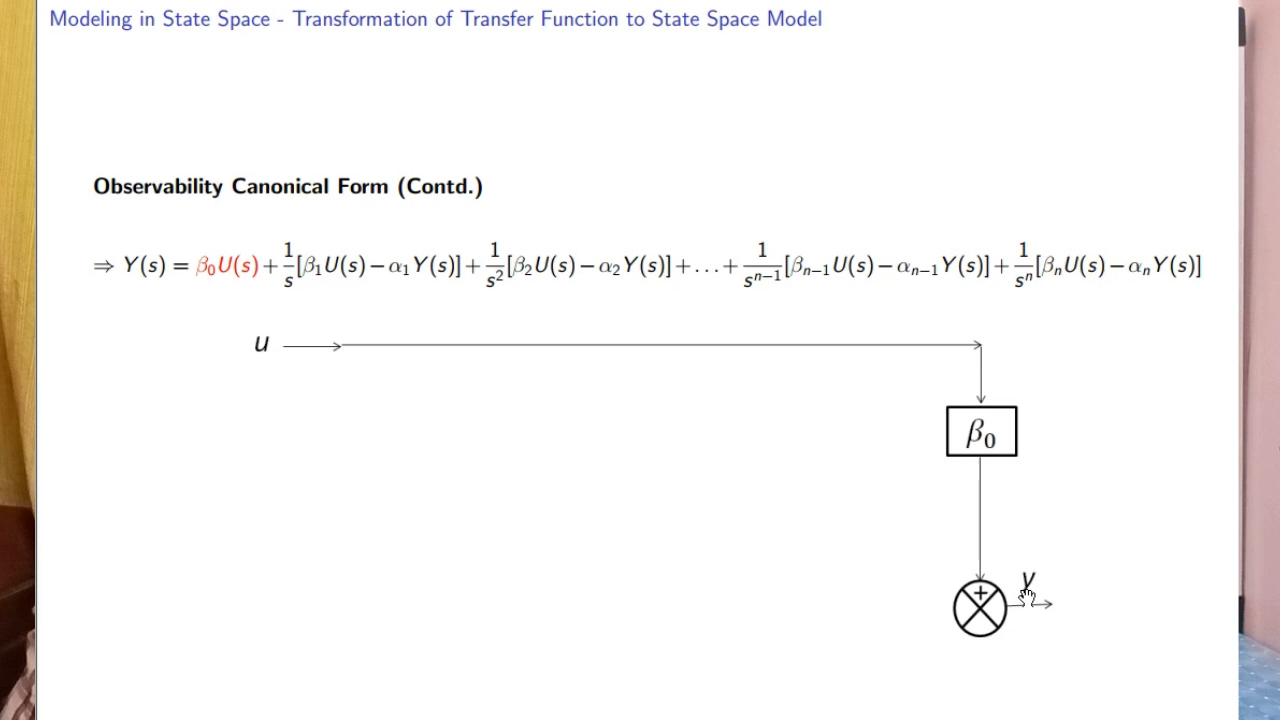 Modeling in State Space - Transformation of Transfer Function to State Space Model
Observability Canonical Form (Contd.)
⇒ Y(s) = β₀U(s) + 1/s [β₁U(s) − α₁Y(s)] + 1/s² [β₂U(s) − α₂Y(s)] + … + 1/sⁿ⁻¹ [βₙ₋₁U(s) − αₙ₋₁Y(s)] + 1/sⁿ [βₙU(s) − αₙY(s)]
u
β₀
+
y